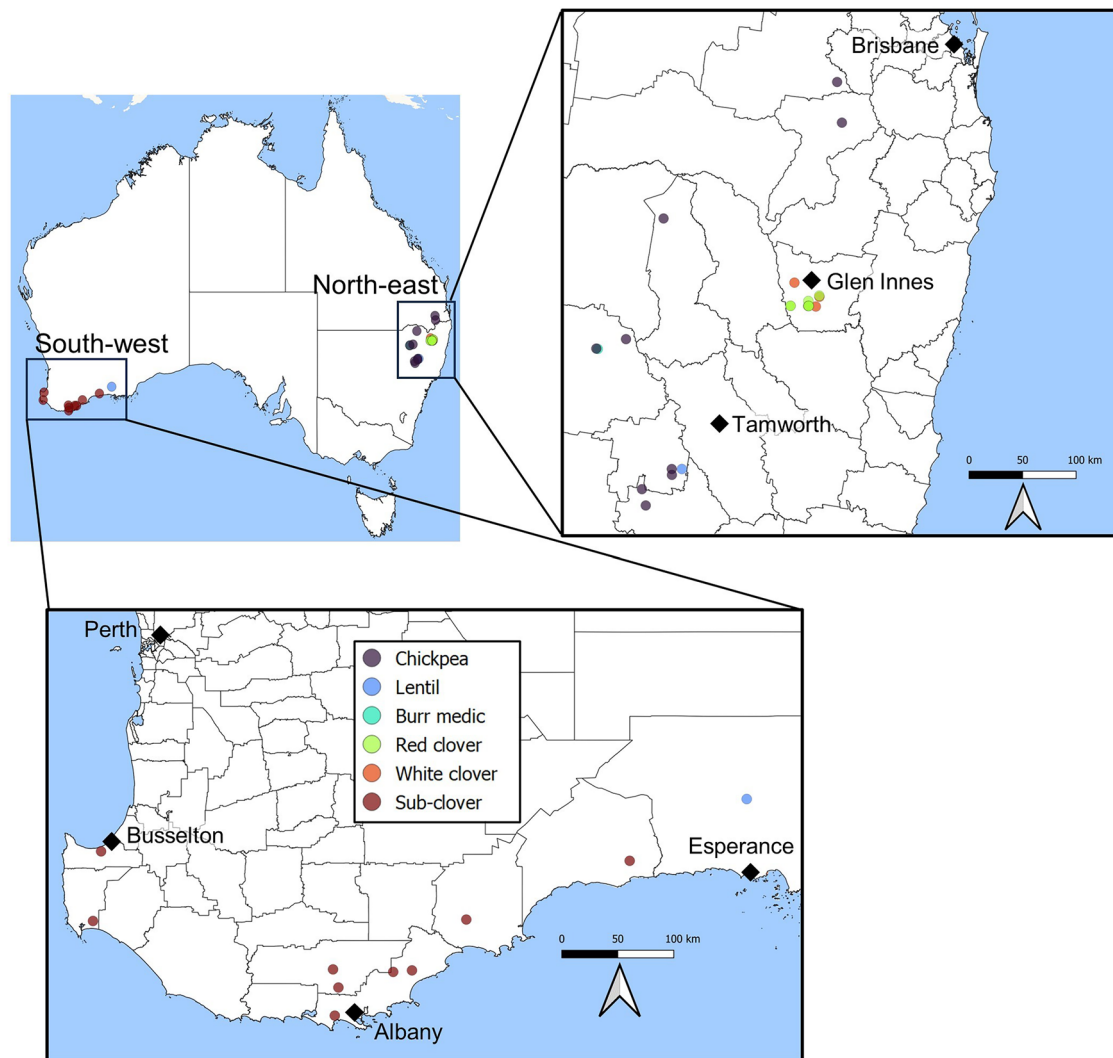 Brisbane
North-east
Glen Innes
South-west
Tamworth
0 50 100 km
Perth
Chickpea
Lentil
Burr medic
Red clover
White clover
Sub-clover
Busselton
Esperance
0 50 100 km
Albany